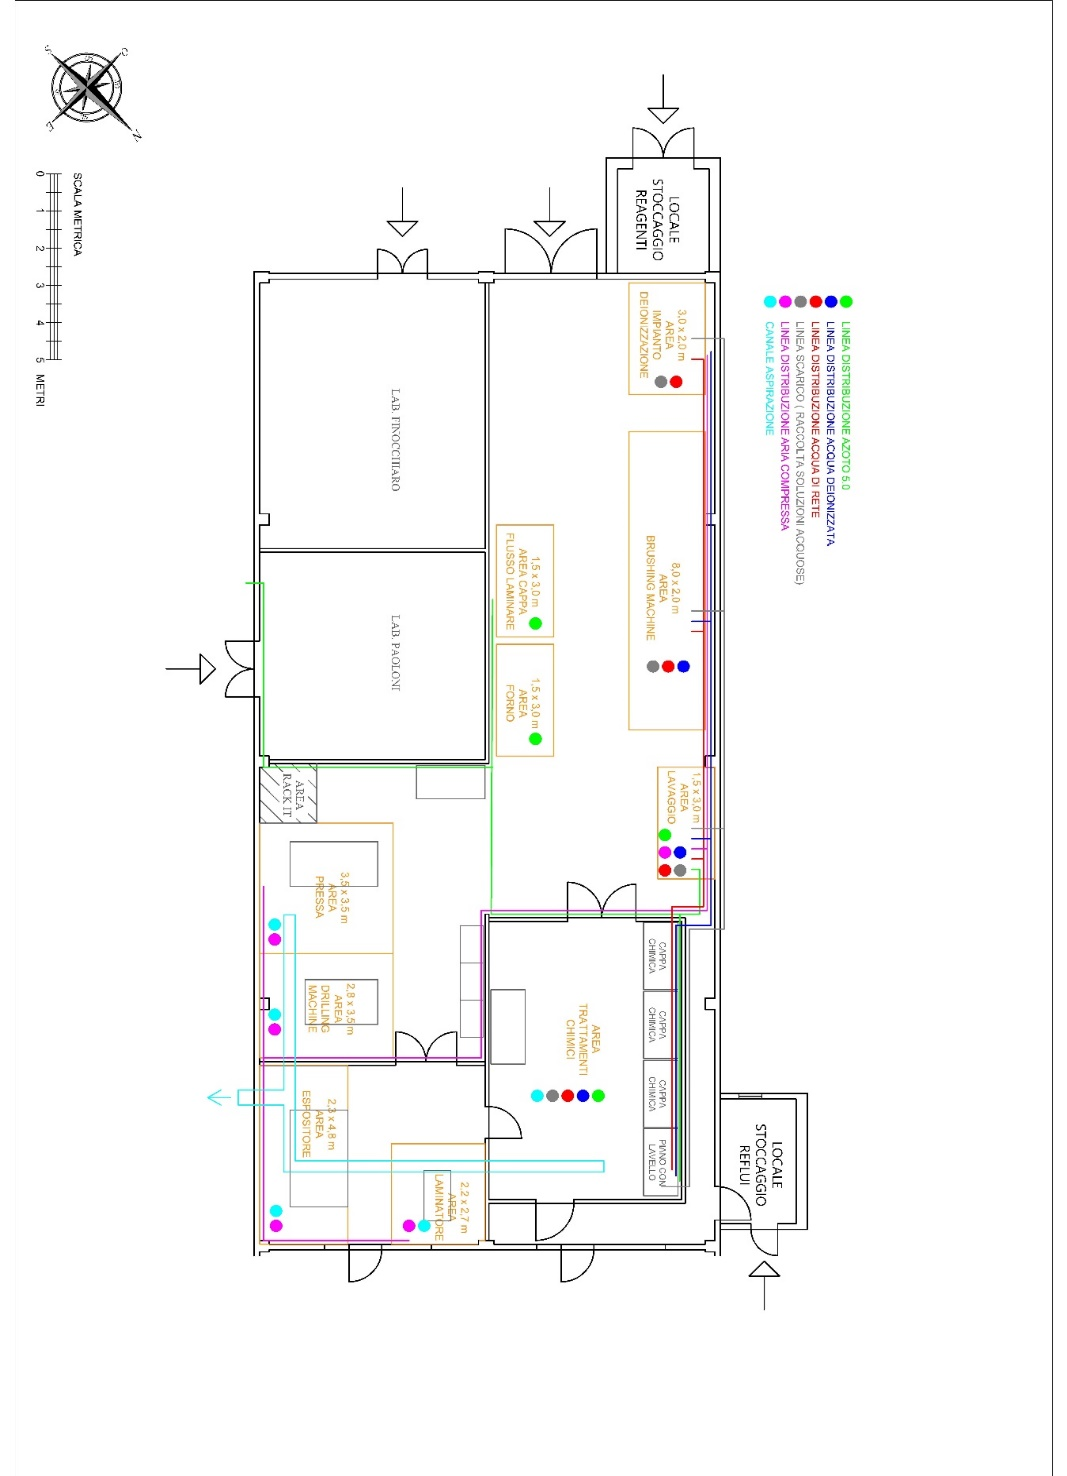 SCALA METRICA
0 1 2 3 4 5 METRI
LOCALE
STOCCAGGIO
REAGENTI
LINEA DISTRIBUZIONE AZOTO 5.0
LINEA DISTRIBUZIONE ACQUA DEIONIZZATA
LINEA DISTRIBUZIONE ACQUA DI RETE
LINEA SCARICO ( RACCOLTA SOLUZIONI ACQUOSE)
LINEA DISTRIBUZIONE ARIA COMPRESSA
CANALE ASPIRAZIONE
3,0 x 2,0 m
AREA
IMPIANTO
DEIONIZZAZIONE
LAB. FINOCCHIARO
8,0 x 2,0 m
AREA
BRUSHING MACHINE
1,5 x 3,0 m
AREA CAPPA
FLUSSO LAMINARE
LAB. PAOLONI
1,5 x 3,0 m
AREA
FORNO
AREA
RACK IT
1,5 x 3,0 m
AREA
LAVAGGIO
3,5 x 3,5 m
AREA
PRESSA
2,8 x 3,5 m
AREA
DRILLING
MACHINE
CAPPA
CHIMICA
CAPPA
CHIMICA
CAPPA
CHIMICA
PIANO CON
LAVELLO
AREA
TRATTAMENTI
CHIMICI
2,3 x 4,8 m
AREA
ESPOSITORE
2,2 x 2,7 m
AREA
LAMINATORE
LOCALE
STOCCAGGIO
REFLUI